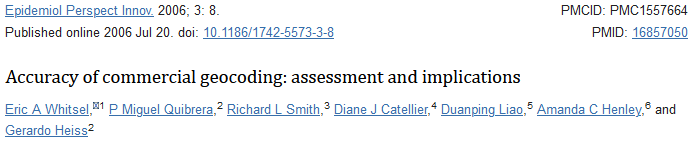 Epidemiol Perspect Innov. 2006; 3: 8. PMCID: PMC1557664
Published online 2006 Jul 20. doi: 10.1186/1742-5573-3-8 PMID: 16857050
Accuracy of commercial geocoding: assessment and implications
Eric A Whitsel,✉1 P Miguel Quibrera,2 Richard L Smith,3 Diane J Catellier,4 Duanping Liao,5 Amanda C Henley,6 and
Gerardo Heiss2